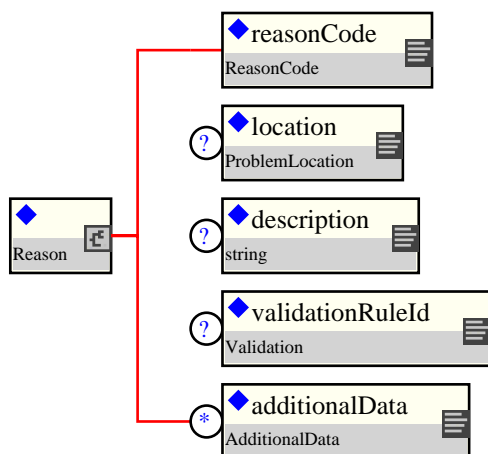 reasonCode
ReasonCode
?
location
ProblemLocation
Reason
?
description
string
?
validationRuleId
Validation
*
additionalData
AdditionalData